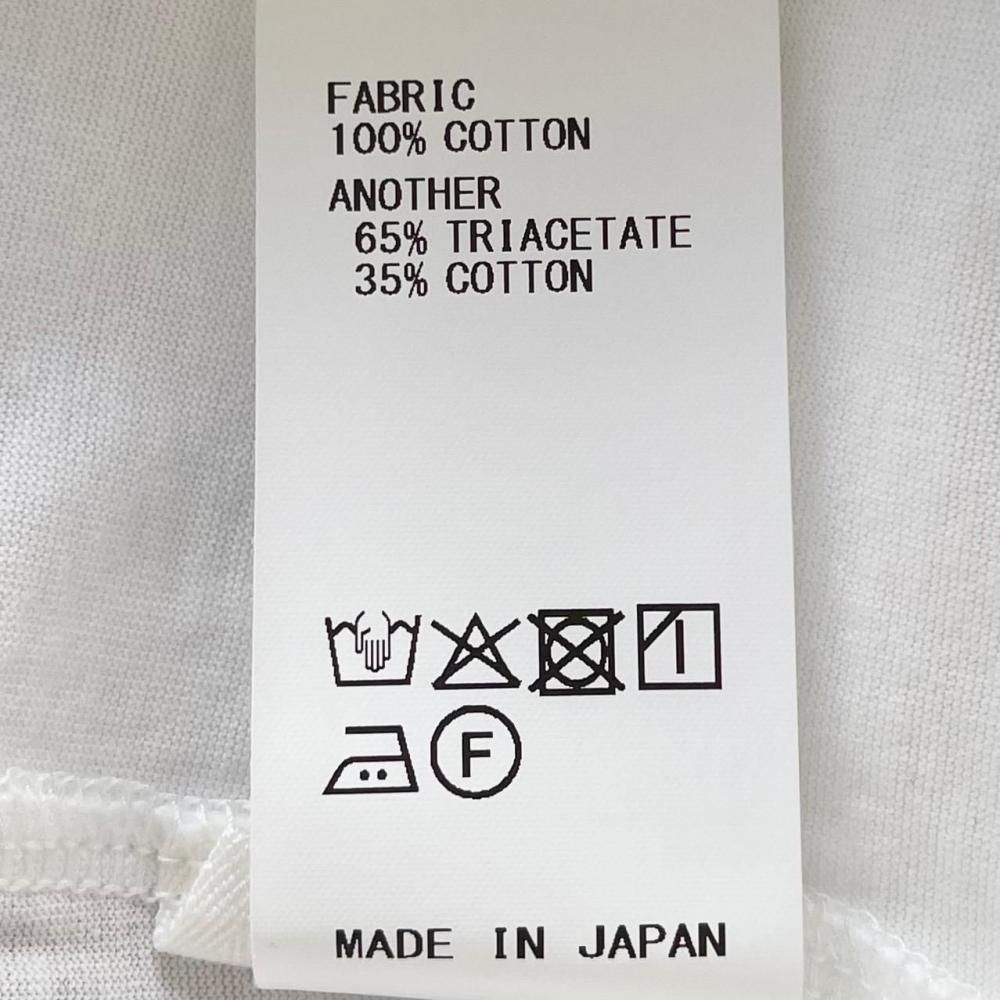 FABRIC
100% COTTON
ANOTHER
65% TRIACETATE
35% COTTON
F
MADE IN JAPAN